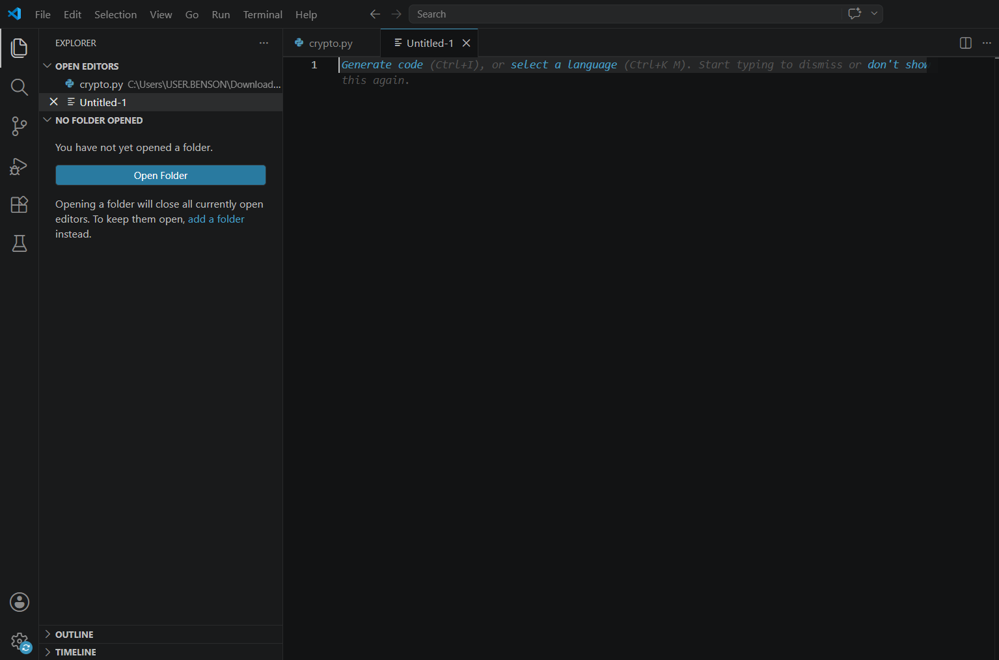 File Edit Selection View Go Run Terminal Help
Search
EXPLORER
crypto.py
Untitled-1
OPEN EDITORS
crypto.py C:\Users\USER.BENSON\Download...
Untitled-1
NO FOLDER OPENED
You have not yet opened a folder.
Open Folder
Opening a folder will close all currently open
editors. To keep them open, add a folder
instead.
1
Generate code (Ctrl+I), or select a language (Ctrl+K M). Start typing to dismiss or don't show
this again.
OUTLINE
TIMELINE